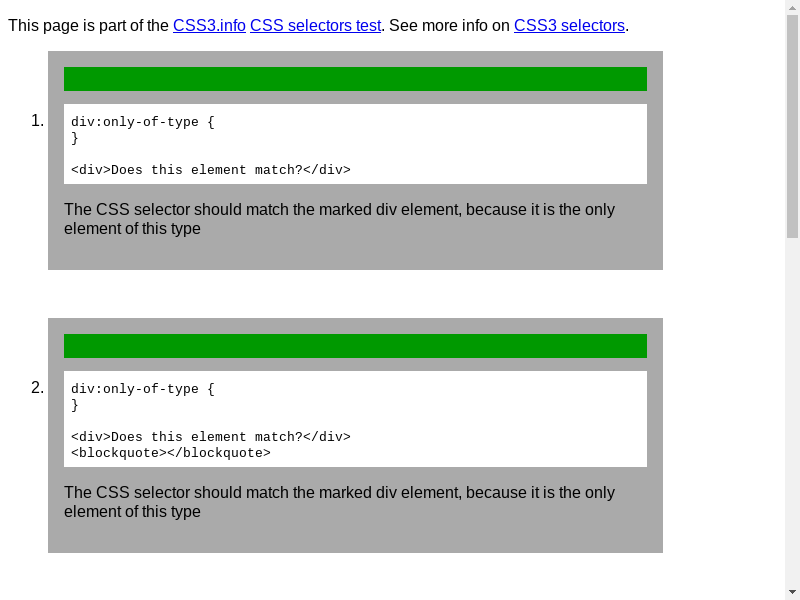 This page is part of the CSS3.info CSS selectors test. See more info on CSS3 selectors.
1.
div:only-of-type {
}
<div>Does this element match?</div>
The CSS selector should match the marked div element, because it is the only
element of this type
2.
div:only-of-type {
}
<div>Does this element match?</div>
<blockquote></blockquote>
The CSS selector should match the marked div element, because it is the only
element of this type